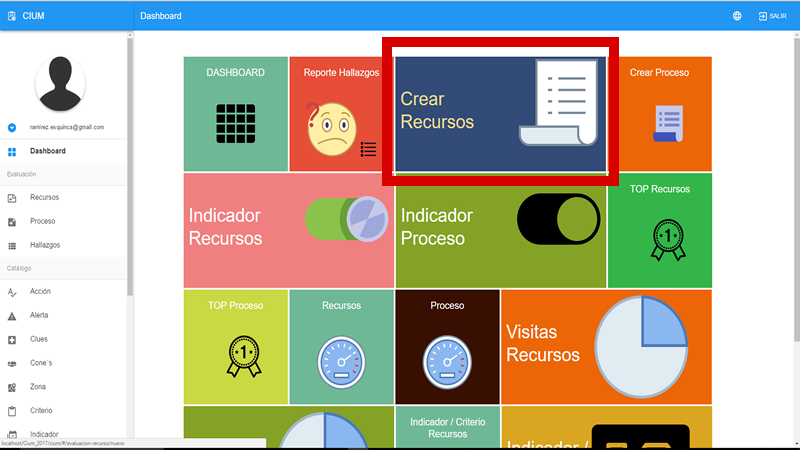 CIUM
Dashboard
SALIR
ramirez.esquinca@gmail.com
Dashboard
Evaluación
Recursos
Proceso
Hallazgos
Catálogo
Acción
Alerta
Clues
Cone´s
Zona
Criterio
Indicador
localhost/Cium_2017/cium/#/evaluacion-recurso/nuevo
DASHBOARD
Reporte Hallazgos
Crear
Recursos
Crear Proceso
Indicador
Recursos
Indicador
Proceso
TOP Recursos
1
TOP Proceso
1
Recursos
Proceso
Visitas
Recursos
Indicador / Criterio
Recursos
Indicador /